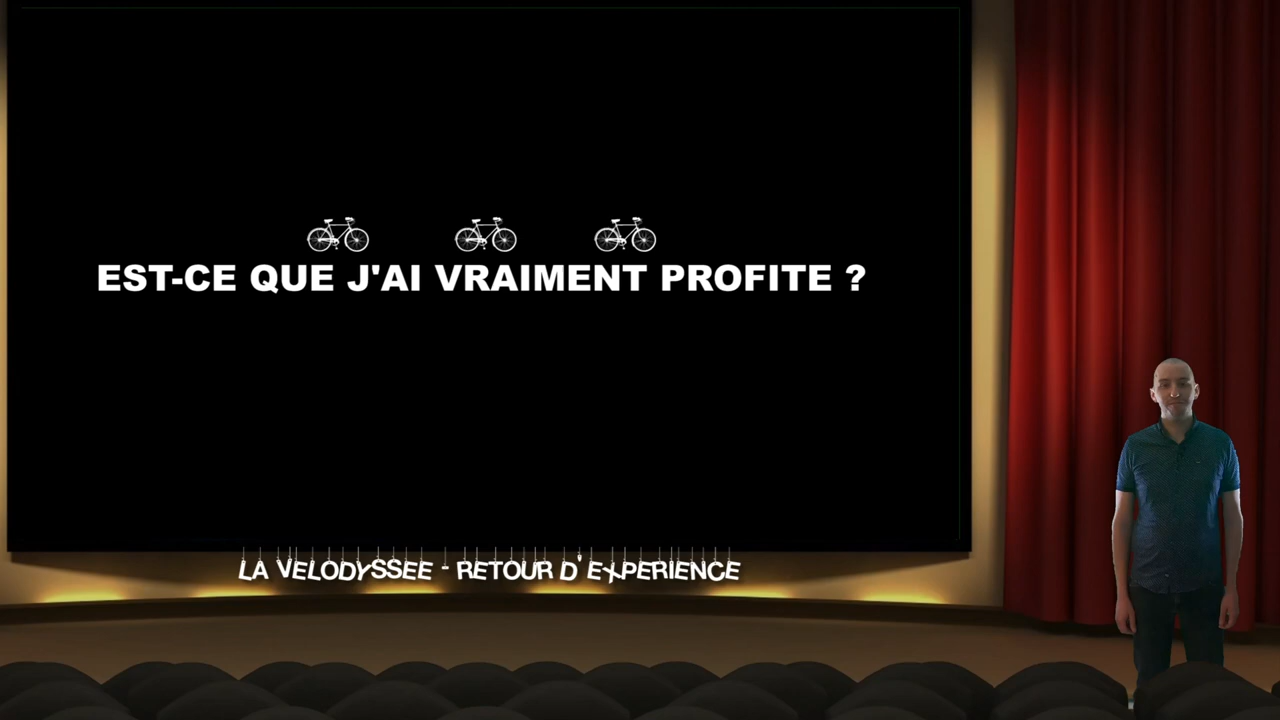 EST-CE QUE J'AI VRAIMENT PROFITE ?
LA VELODYSSEE - RETOUR D'EXPERIENCE